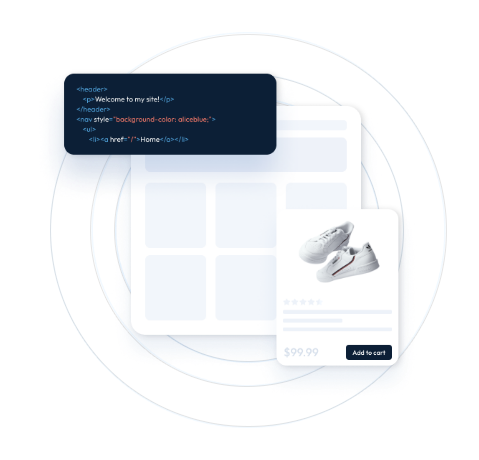 <header>
<p>Welcome to my site!</p>
</header>
<nav style="background-color: aliceblue;">
<ul>
<li><a href="/">Home</a></li>
$99.99
Add to cart